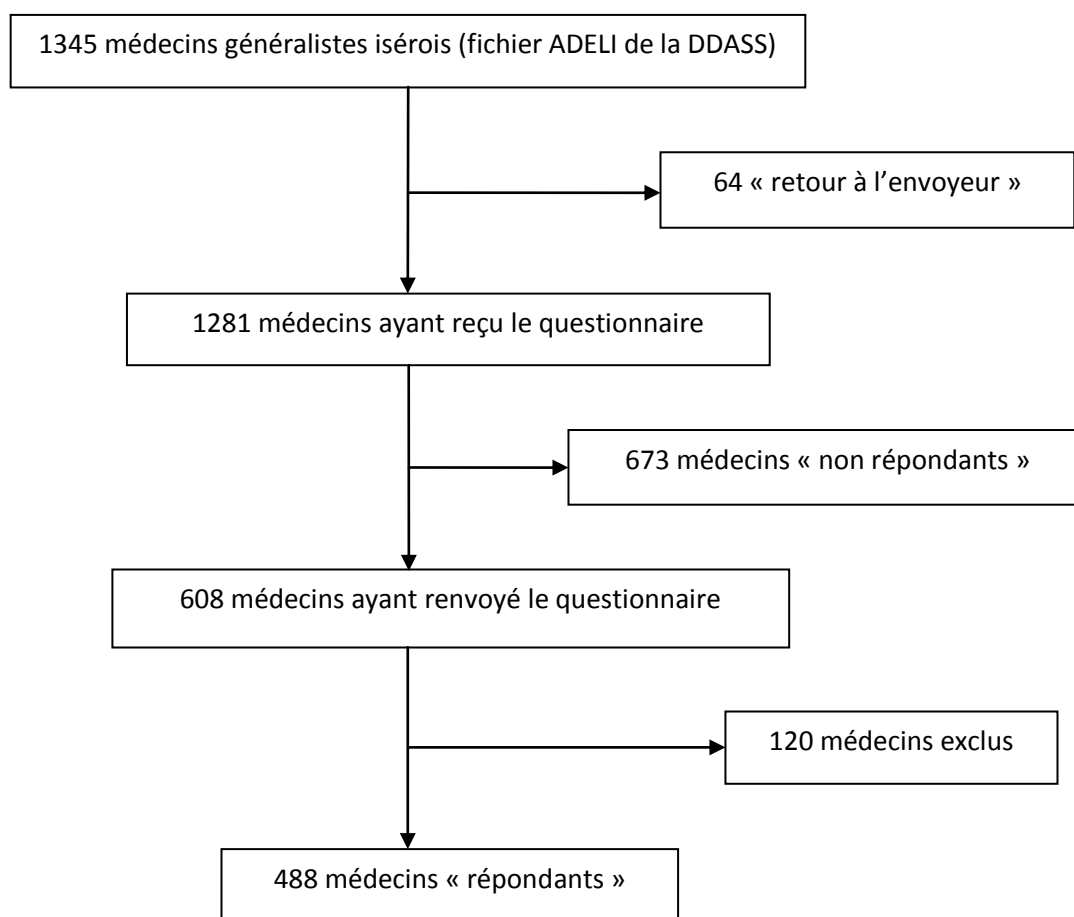 1345 médecins généralistes isérois (fichier ADELI de la DDASS)
64 « retour à l’envoyeur »
1281 médecins ayant reçu le questionnaire
673 médecins « non répondants »
608 médecins ayant renvoyé le questionnaire
120 médecins exclus
488 médecins « répondants »